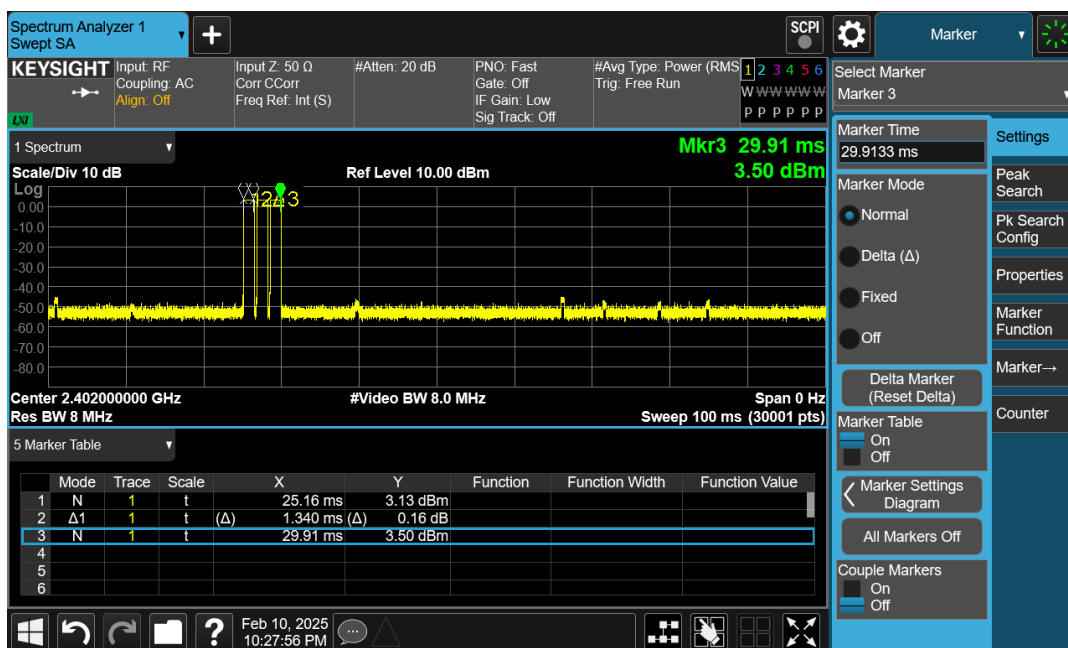 Spectrum Analyzer 1
Swept SA
+
SCPI
Marker
KEYSIGHT
LXI
Input: RF
Coupling: AC
Align: Off
Input Z: 50 Ω
Corr CCorr
Freq Ref: Int (S)
#Atten: 20 dB
PNO: Fast
Gate: Off
IF Gain: Low
Sig Track: Off
#Avg Type: Power (RMS
Trig: Free Run
1 2 3 4 5 6
W W W W W W
P P P P P P
Select Marker
Marker 3
1 Spectrum
Mkr3 29.91 ms
3.50 dBm
Scale/Div 10 dB
Ref Level 10.00 dBm
Log
0.00
-10.0
-20.0
-30.0
-40.0
-50.0
-60.0
-70.0
-80.0
12Δ3
Center 2.402000000 GHz
#Video BW 8.0 MHz
Span 0 Hz
Res BW 8 MHz
Sweep 100 ms (30001 pts)
5 Marker Table
Mode Trace Scale X Y Function Function Width Function Value
1 N 1 t 25.16 ms 3.13 dBm
2 Δ1 1 t (Δ) 1.340 ms (Δ) 0.16 dB
3 N 1 t 29.91 ms 3.50 dBm
4
5
6
Marker Time
29.9133 ms
Marker Mode
Normal
Delta (Δ)
Fixed
Off
Delta Marker
(Reset Delta)
Marker Table
On
Off
Marker Settings
Diagram
All Markers Off
Couple Markers
On
Off
Settings
Peak
Search
Pk Search
Config
Properties
Marker
Function
Marker→
Counter
?
Feb 10, 2025
10:27:56 PM